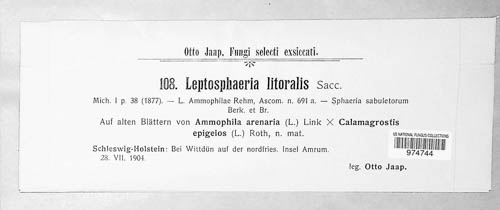 Otto Jaap. Fungi selecti exsiccati.
108. Leptosphaeria litoralis Sacc.
Mich. I p. 38 (1877). — L. Ammophilae Rehm, Ascom. n. 691 a. — Sphaeria sabuletorum
Berk. et Br.
Auf alten Blättern von Ammophila arenaria (L.) Link × Calamagrostis
epigeios (L.) Roth, n. mat.
US NATIONAL FUNGUS COLLECTIONS
974744
Schleswig-Holstein: Bei Wittdün auf der nordfries. Insel Amrum.
28. VII. 1904.
leg. Otto Jaap.